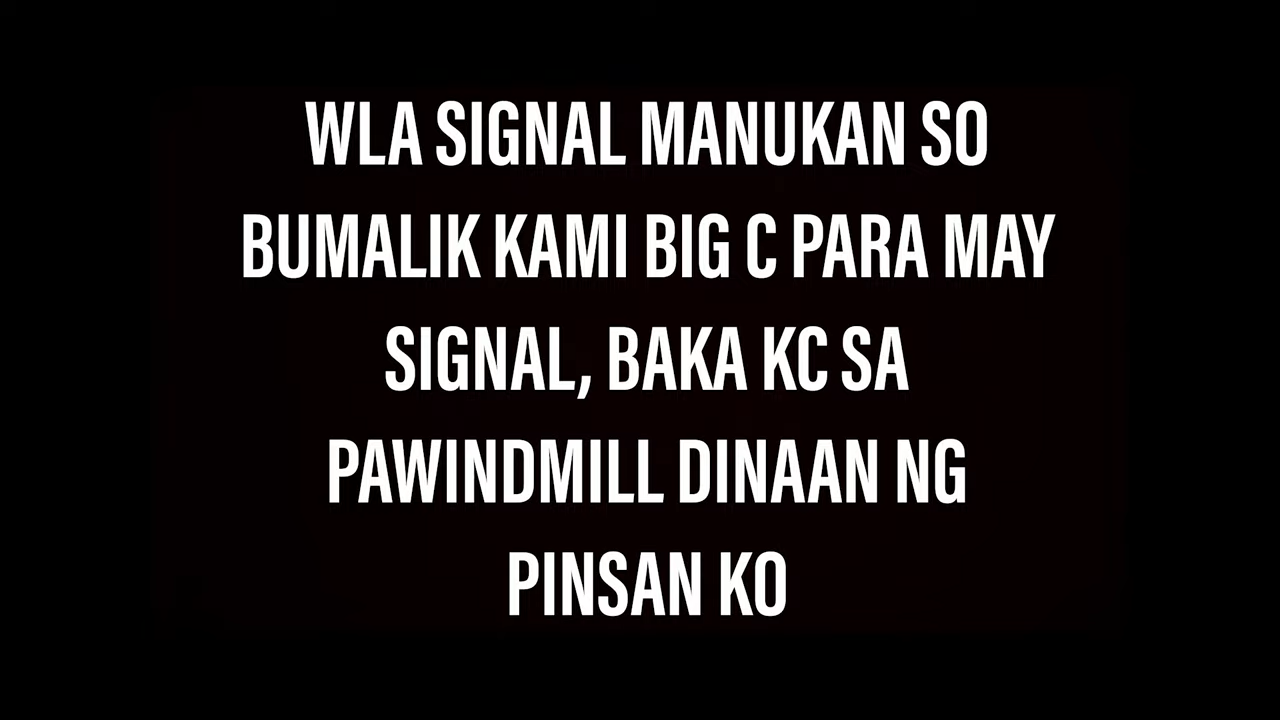 WLA SIGNAL MANUKAN SO
BUMALIK KAMI BIG C PARA MAY
SIGNAL, BAKA KC SA
PAWINDMILL DINAAN NG
PINSAN KO